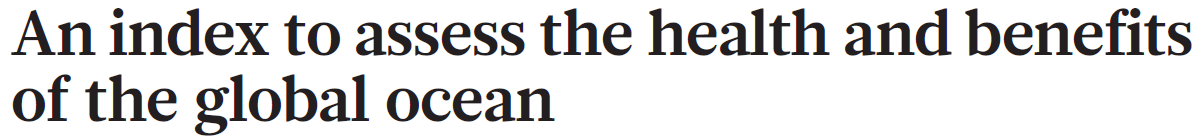 An index to assess the health and benefits
of the global ocean